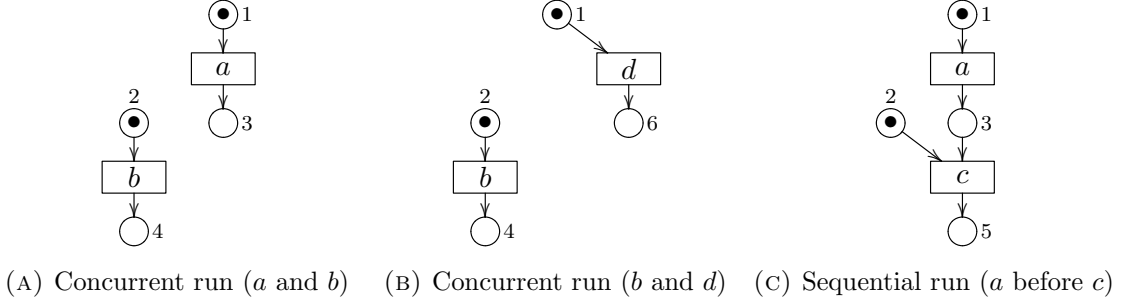 1
a
2
3
b
4
1
d
2
6
b
4
1
a
2
3
c
5
(A) Concurrent run (a and b)
(B) Concurrent run (b and d)
(C) Sequential run (a before c)